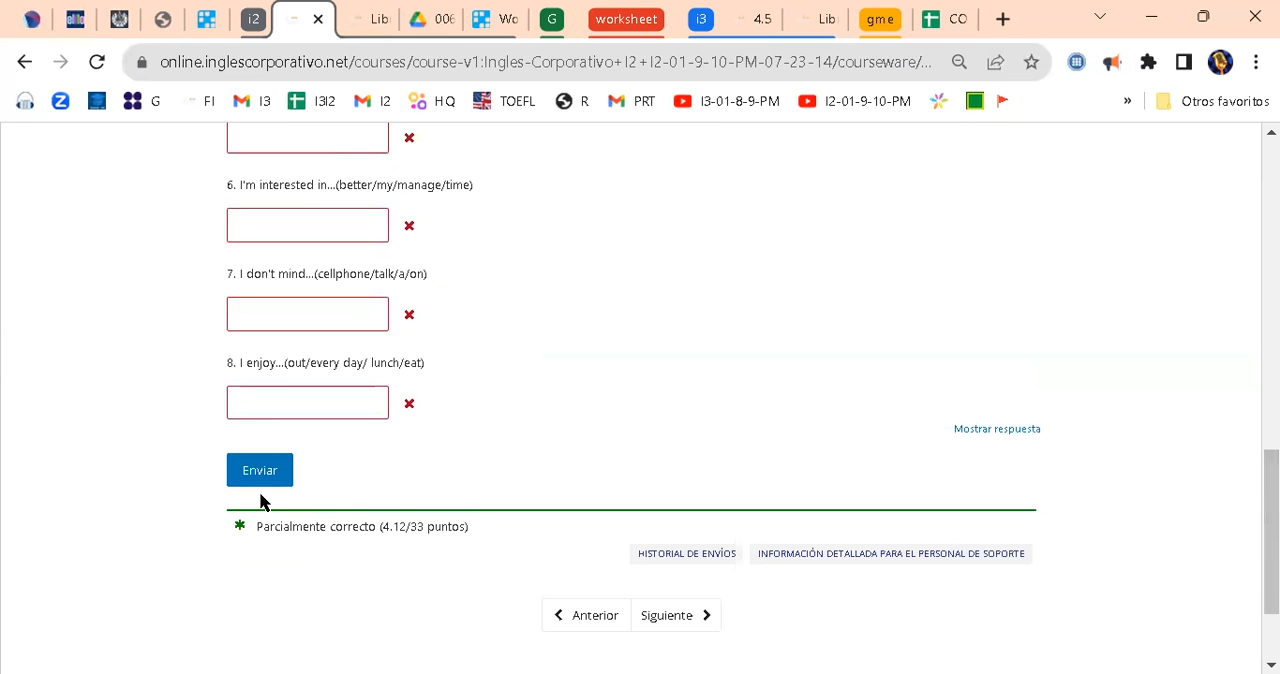 i2
Lib
006
Wo
G
worksheet
i3
4.5
Lib
gme
CO
online.inglescorporativo.net/courses/course-v1:Ingles-Corporativo+I2+I2-01-9-10-PM-07-23-14/courseware/...
G
FI
I3
I3I2
I2
HQ
TOEFL
R
PRT
I3-01-8-9-PM
I2-01-9-10-PM
»
Otros favoritos
6. I'm interested in...(better/my/manage/time)
7. I don't mind...(cellphone/talk/a/on)
8. I enjoy...(out/every day/ lunch/eat)
Mostrar respuesta
Enviar
Parcialmente correcto (4.12/33 puntos)
HISTORIAL DE ENVÍOS
INFORMACIÓN DETALLADA PARA EL PERSONAL DE SOPORTE
Anterior
Siguiente